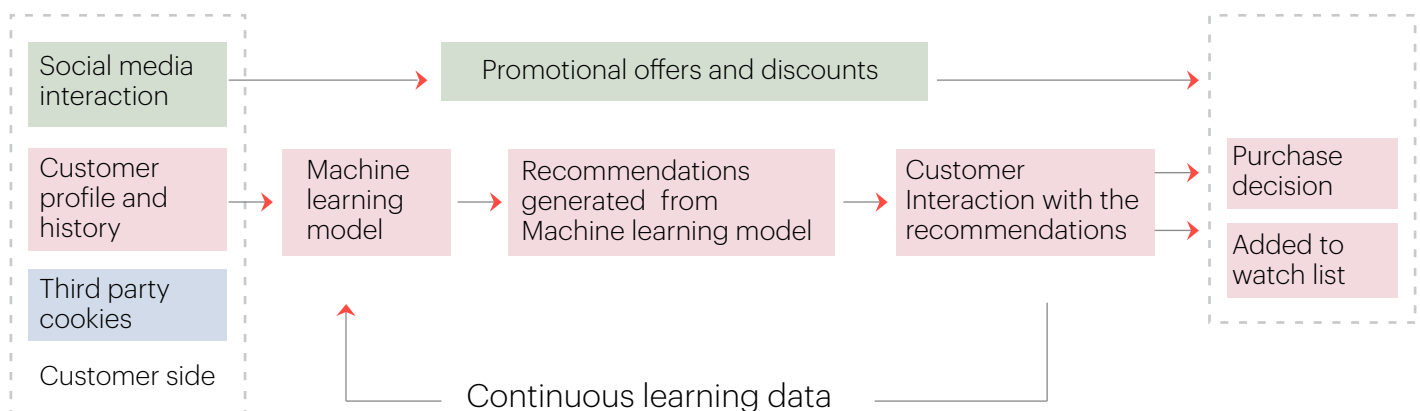 Social media
interaction
Promotional offers and discounts
Customer
profile and
history
Machine
learning
model
Recommendations
generated from
Machine learning model
Customer
Interaction with the
recommendations
Purchase
decision
Added to
watch list
Third party
cookies
Customer side
Continuous learning data